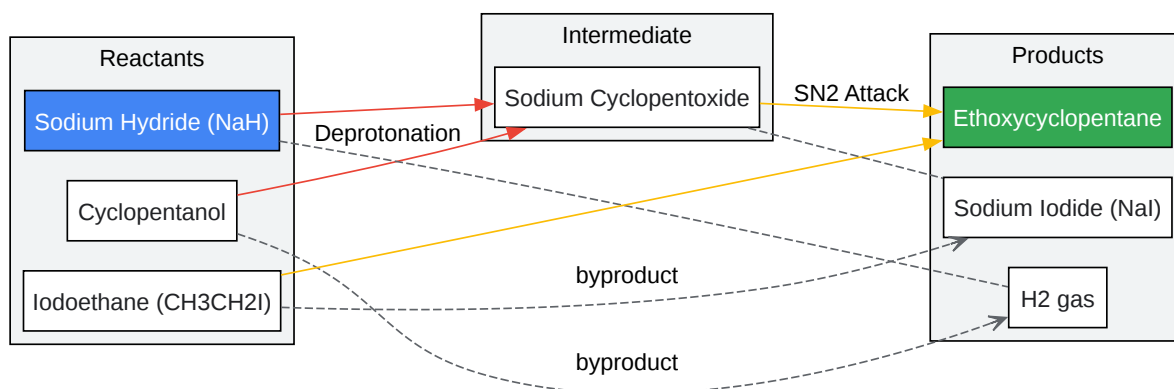 Reactants
Sodium Hydride (NaH)
Deprotonation
Cyclopentanol
Iodoethane (CH3CH2I)
Intermediate
Sodium Cyclopentoxide
SN2 Attack
byproduct
byproduct
Products
Ethoxycyclopentane
Sodium Iodide (NaI)
H2 gas